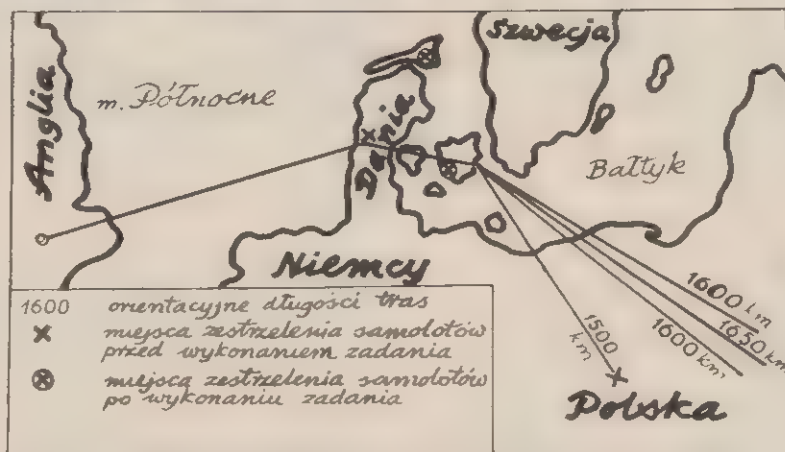 Anglia
m. Północne
Dania
Szwecja
Bałtyk
Niemcy
1600 km
1650 km
1600 km
1500 km
Polska
1600 orientacyjne długości tras
miejsca zestrzelenia samolotów
przed wykonaniem zadania
miejsca zestrzelenia samolotów
po wykonaniu zadania